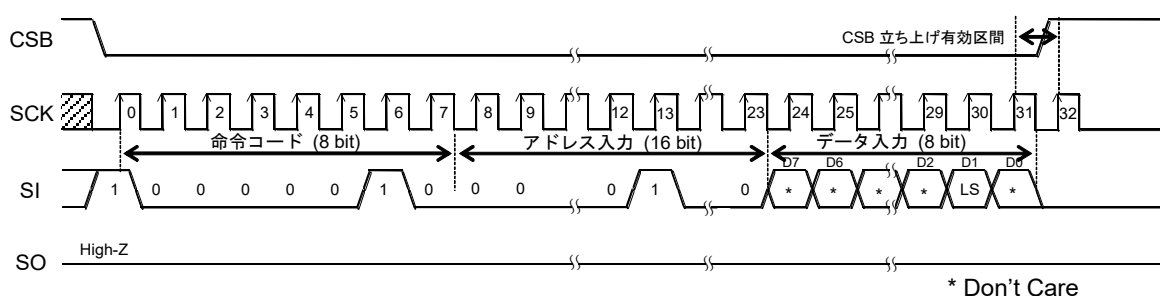 CSB
CSB 立ち上げ有効区間
SCK
0 1 2 3 4 5 6 7 8 9 12 13 23 24 25 29 30 31 32
命令コード (8 bit) アドレス入力 (16 bit) データ入力 (8 bit)
D7 D6 D2 D1 D0
SI 1 0 0 0 0 0 1 0 0 0 0 1 0 * * * * LS *
High-Z
SO
* Don't Care